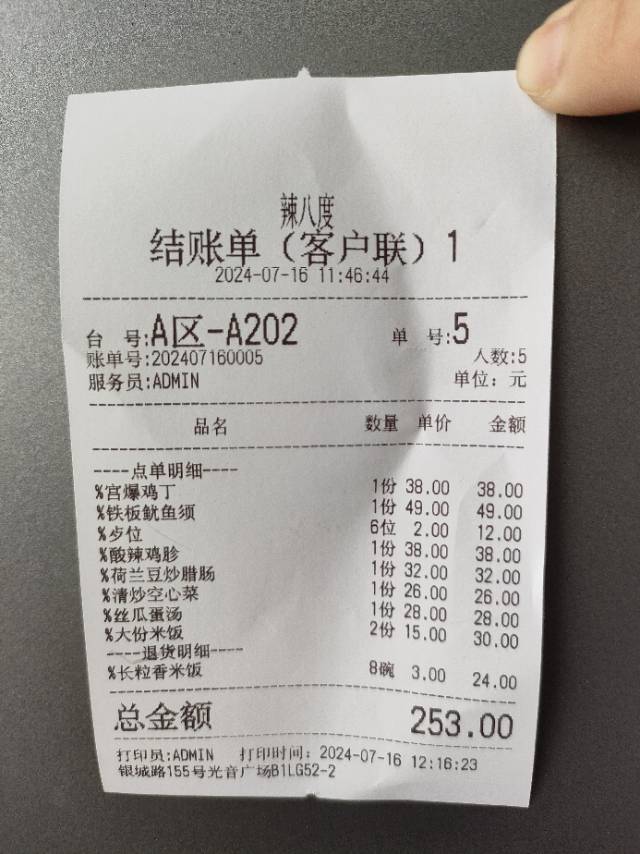 辣八度
结账单（客户联）1
2024-07-16 11:46:44
台 号:A区-A202 单 号:5
账单号:202407160005 人数:5
服务员:ADMIN 单位: 元
品名 数量 单价 金额
----点单明细----
%宫爆鸡丁 1份 38.00 38.00
%铁板鱿鱼须 1份 49.00 49.00
%歺位 6位 2.00 12.00
%酸辣鸡胗 1份 38.00 38.00
%荷兰豆炒腊肠 1份 32.00 32.00
%清炒空心菜 1份 26.00 26.00
%丝瓜蛋汤 1份 28.00 28.00
%大份米饭 2份 15.00 30.00
----退货明细----
%长粒香米饭 8碗 3.00 24.00
总金额 253.00
打印员:ADMIN 打印时间: 2024-07-16 12:16:23
银城路155号光音广场B1LG52-2